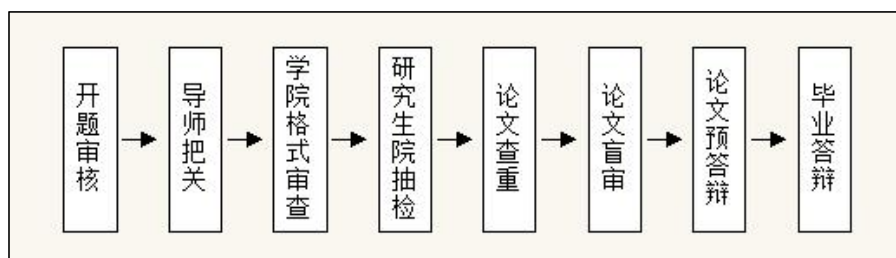 开题审核
导师把关
学院格式审查
研究生院抽检
论文查重
论文盲审
论文预答辩
毕业答辩